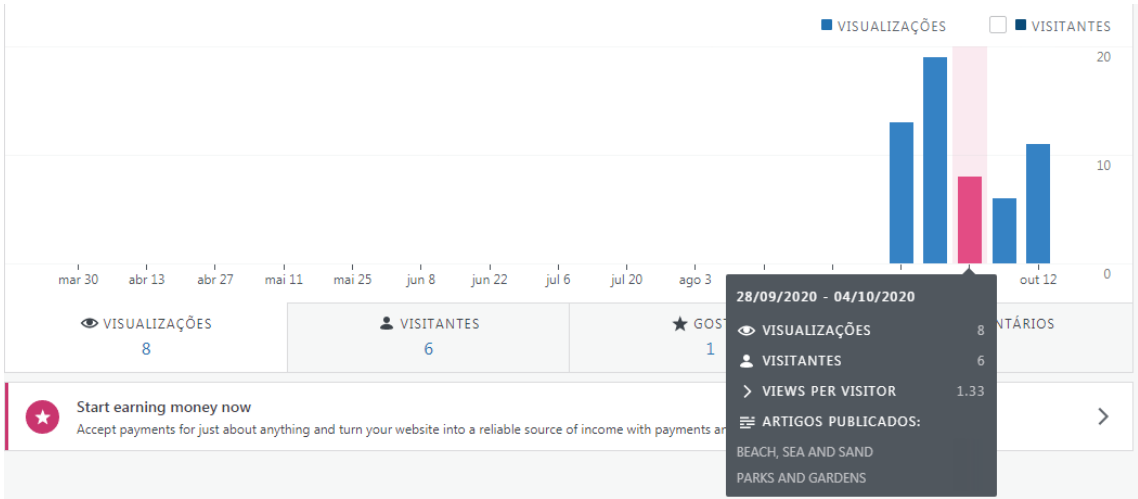 VISUALIZAÇÕES VISITANTES
20
10
0
mar 30 abr 13 abr 27 mai 11 mai 25 jun 8 jun 22 jul 6 jul 20 ago 3 out 12
VISUALIZAÇÕES
8
VISITANTES
6
GOST
1
NTÁRIOS
28/09/2020 - 04/10/2020
VISUALIZAÇÕES 8
VISITANTES 6
VIEWS PER VISITOR 1.33
ARTIGOS PUBLICADOS:
BEACH, SEA AND SAND
PARKS AND GARDENS
Start earning money now
Accept payments for just about anything and turn your website into a reliable source of income with payments an